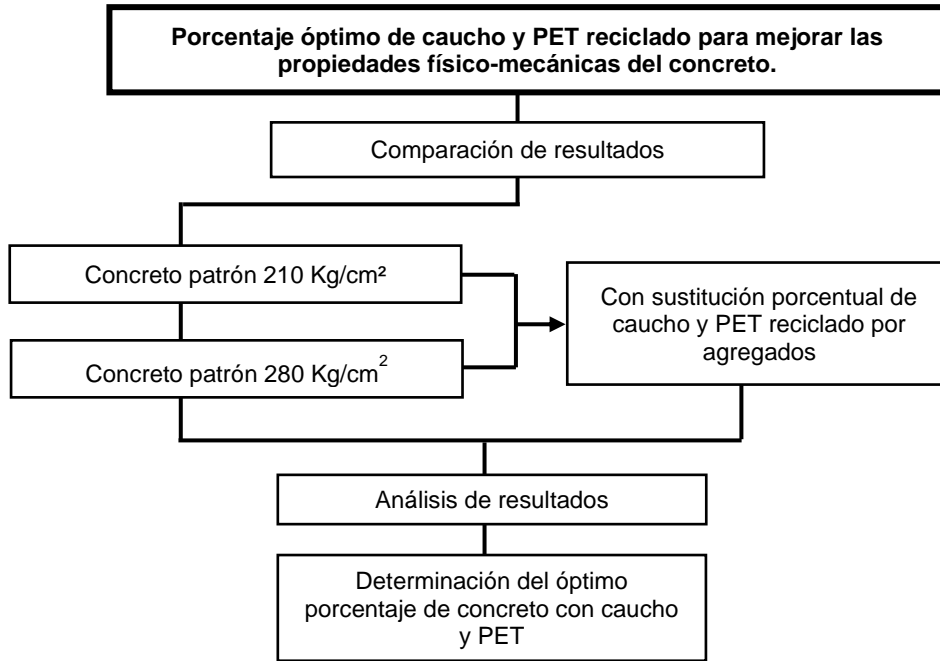 Porcentaje óptimo de caucho y PET reciclado para mejorar las
propiedades físico-mecánicas del concreto.
Comparación de resultados
Concreto patrón 210 Kg/cm²
Concreto patrón 280 Kg/cm²
Con sustitución porcentual de
caucho y PET reciclado por
agregados
Análisis de resultados
Determinación del óptimo
porcentaje de concreto con caucho
y PET